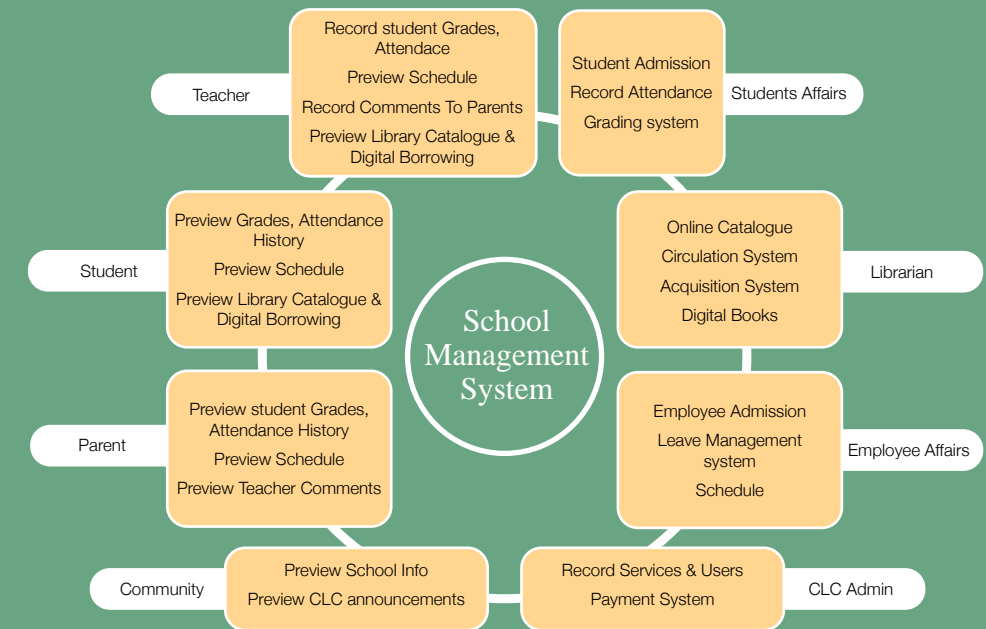 Record student Grades,
Attendace
Preview Schedule
Record Comments To Parents
Preview Library Catalogue &
Digital Borrowing
Teacher
Student Admission
Record Attendance
Grading system
Students Affairs
Preview Grades, Attendance
History
Preview Schedule
Preview Library Catalogue &
Digital Borrowing
Student
Online Catalogue
Circulation System
Acquisition System
Digital Books
Librarian
School
Management
System
Preview student Grades,
Attendance History
Preview Schedule
Preview Teacher Comments
Parent
Employee Admission
Leave Management
system
Schedule
Employee Affairs
Preview School Info
Preview CLC announcements
Community
Record Services & Users
Payment System
CLC Admin